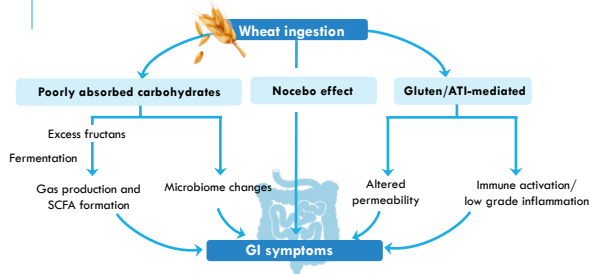 Wheat ingestion
Poorly absorbed carbohydrates
Nocebo effect
Gluten/ATI-mediated
Excess fructans
Fermentation
Gas production and
SCFA formation
Microbiome changes
Altered
permeability
Immune activation/
low grade inflammation
GI symptoms